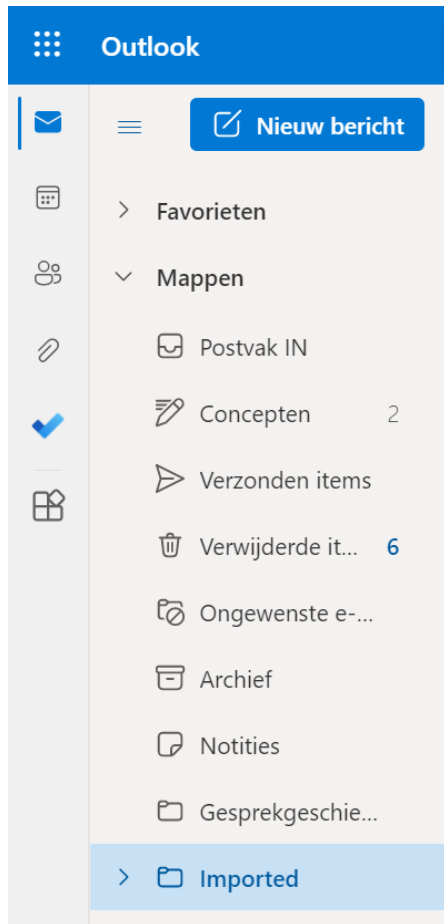 Outlook
Nieuw bericht
Favorieten
Mappen
Postvak IN
Concepten 2
Verzonden items
Verwijderde it... 6
Ongewenste e-...
Archief
Notities
Gesprekgeschie...
Imported